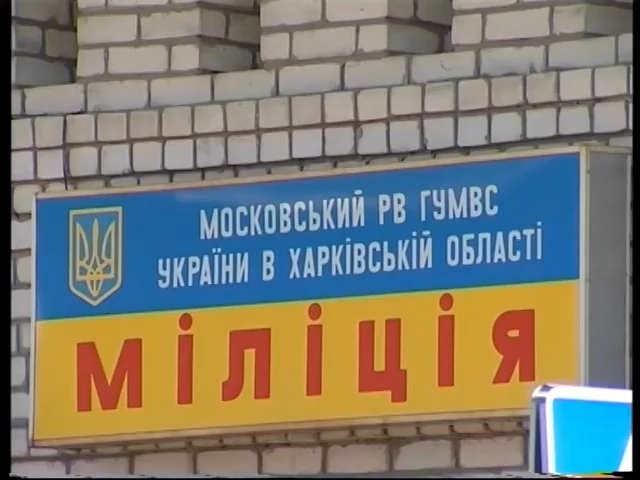 МОСКОВСЬКИЙ РВ ГУМВС
УКРАЇНИ В ХАРКІВСЬКІЙ ОБЛАСТІ
МІЛІЦІЯ